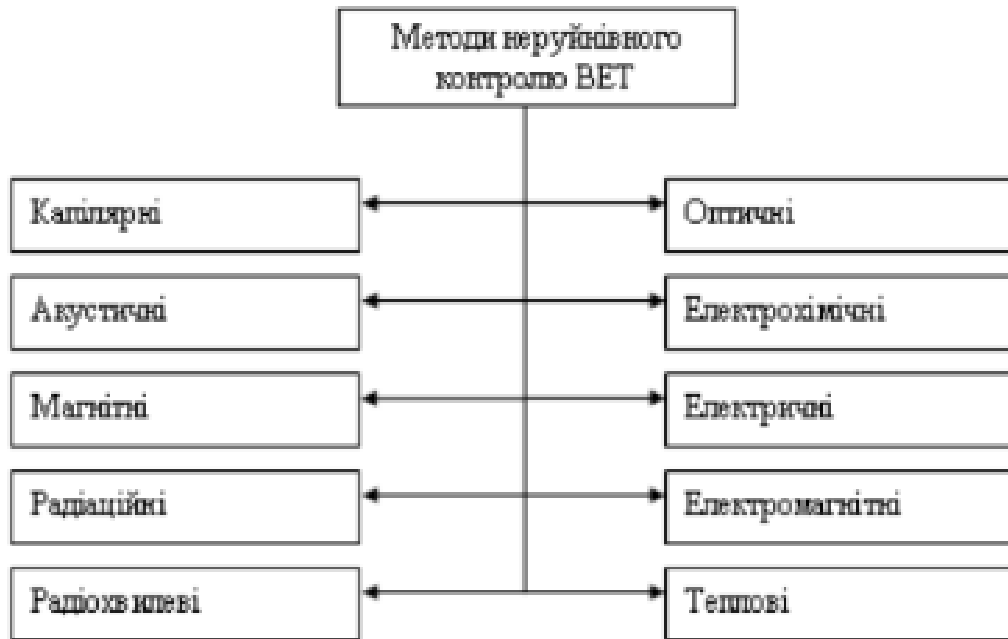 Методи неруйнівного
контролю ВЕТ
Капілярні
Оптичні
Акустичні
Електрохімічні
Магнітні
Електричні
Радіаційні
Електромагнітні
Радіохвилеві
Теплові